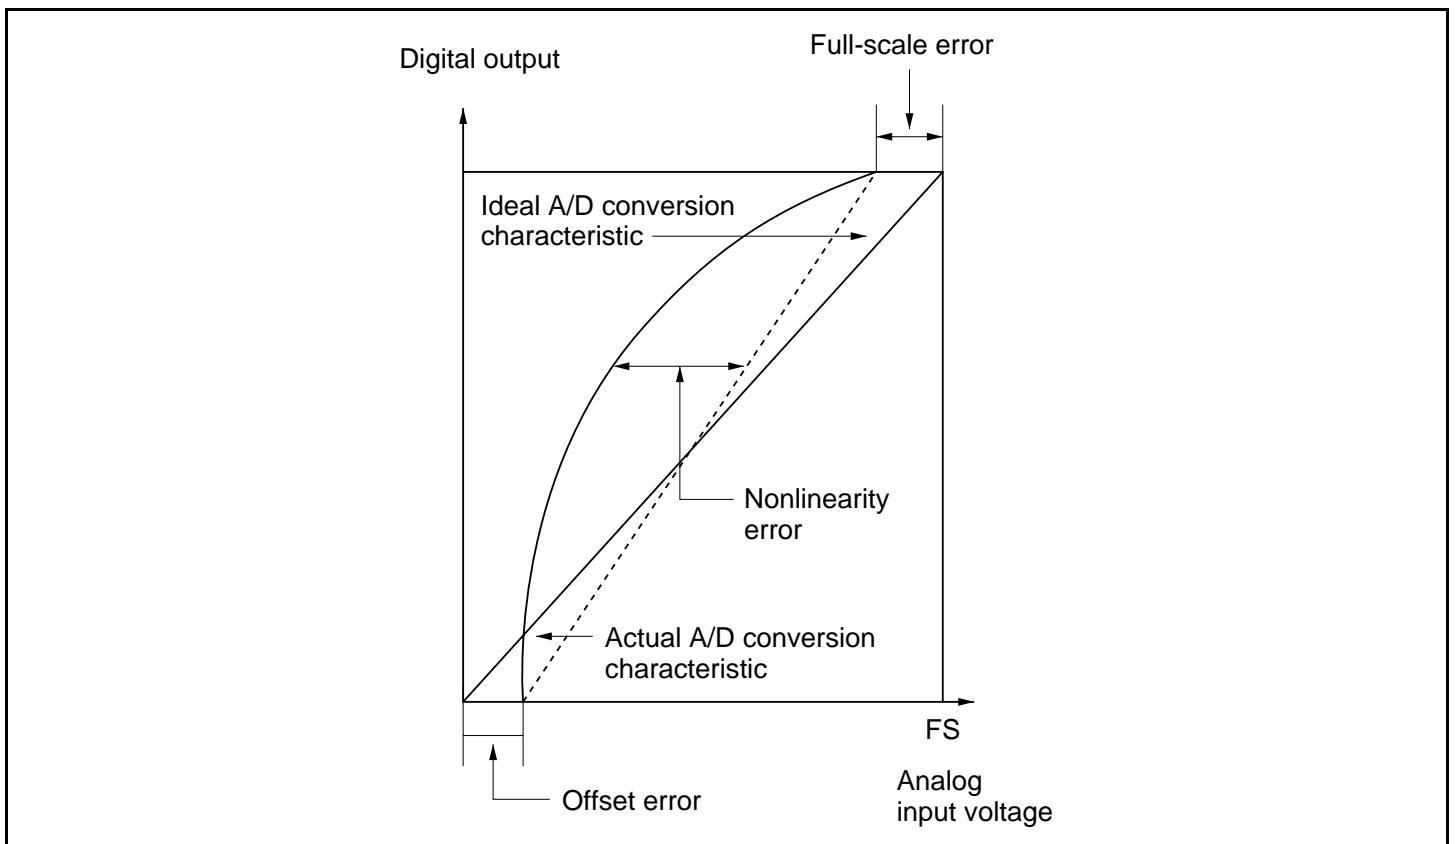 Full-scale error
Digital output
Ideal A/D conversion
characteristic
Nonlinearity
error
Actual A/D conversion
characteristic
FS
Offset error
Analog
input voltage